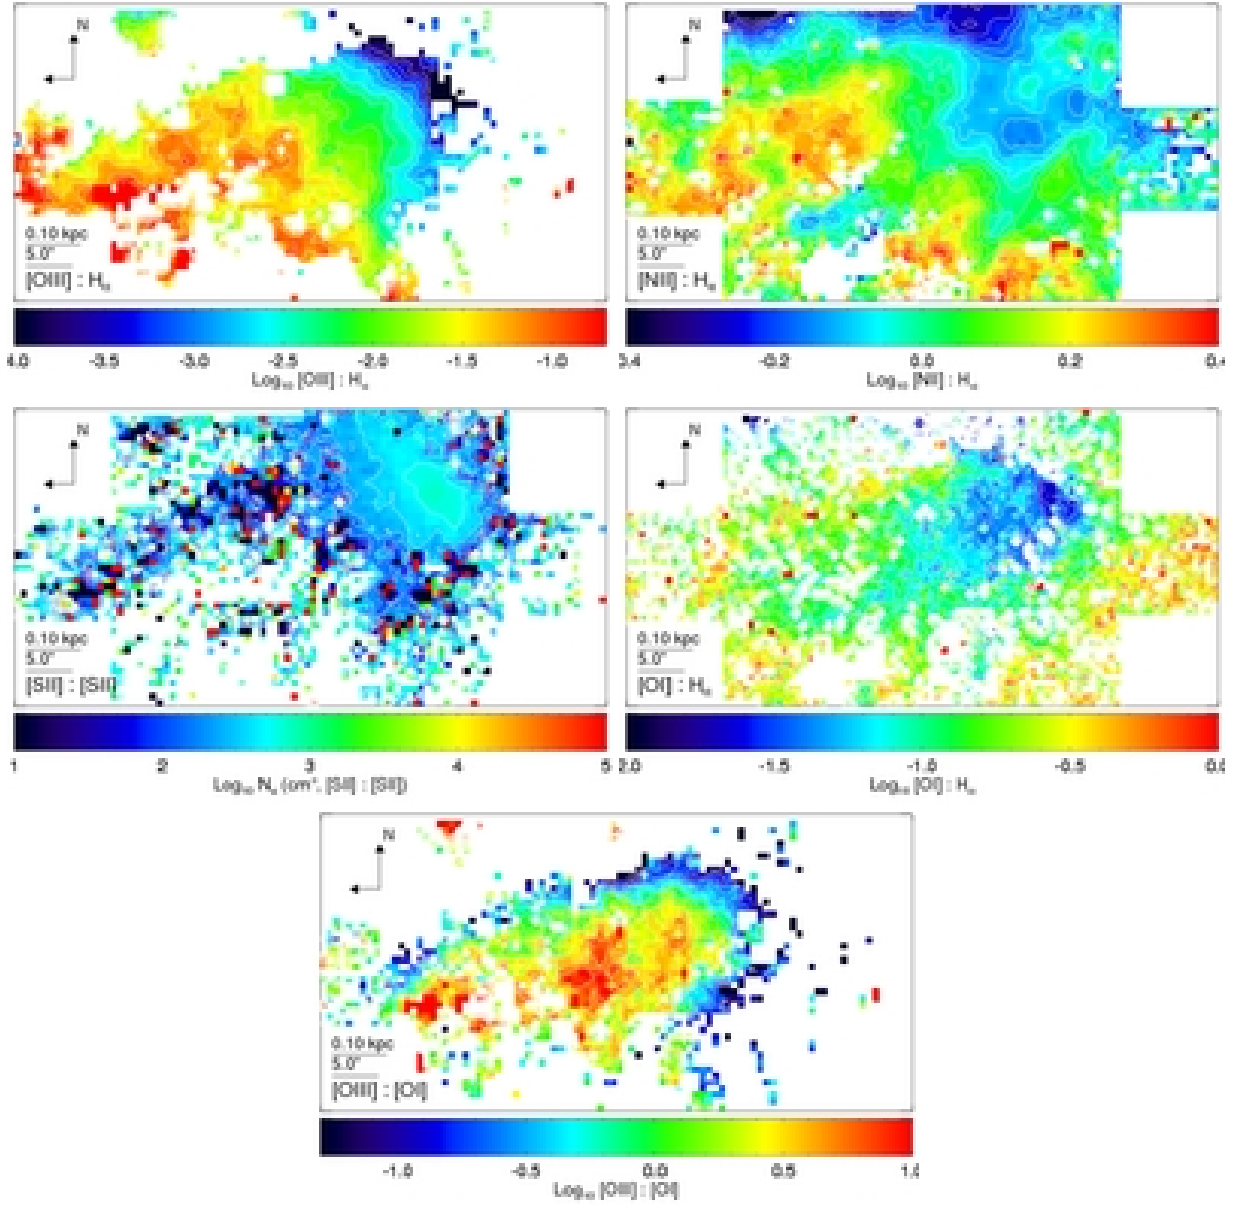 N
0.10 kpc
5.0"
[OIII] : Hα
4.0 -3.5 -3.0 -2.5 -2.0 -1.5 -1.0
Log₁₀ [OIII] : Hα
N
0.10 kpc
5.0"
[NII] : Hα
0.4 -0.2 0.0 0.2 0.4
Log₁₀ [NII] : Hα
N
0.10 kpc
5.0"
[SII] : [SII]
1 2 3 4 5
Log₁₀ Nₑ (cm³, [SII] : [SII])
N
0.10 kpc
5.0"
[OI] : Hα
2.0 -1.5 -1.0 -0.5 0.0
Log₁₀ [OI] : Hα
N
0.10 kpc
5.0"
[OIII] : [OI]
-1.0 -0.5 0.0 0.5 1.0
Log₁₀ [OIII] : [OI]